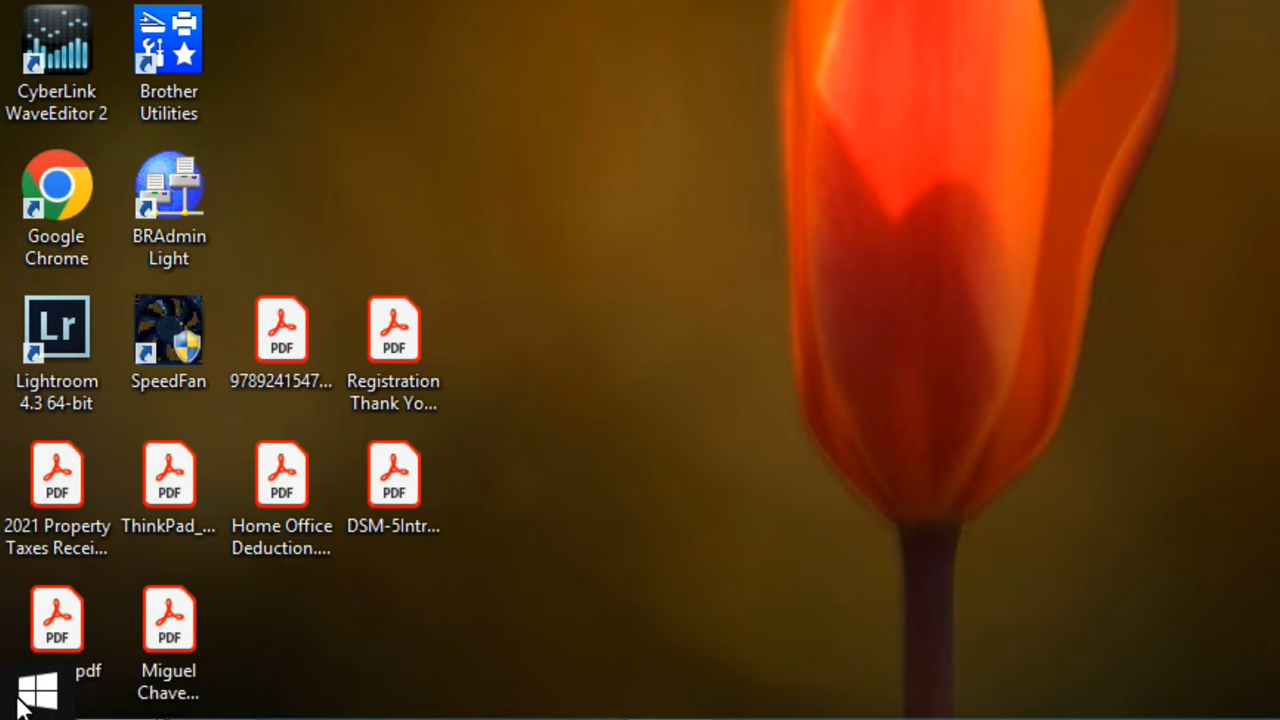 CyberLink
WaveEditor 2
Brother
Utilities
Google
Chrome
BRAdmin
Light
Lr
Lightroom
4.3 64-bit
SpeedFan
PDF
9789241547...
PDF
Registration
Thank Yo...
PDF
2021 Property
Taxes Recei...
PDF
ThinkPad_...
PDF
Home Office
Deduction....
PDF
DSM-5Intr...
PDF
pdf
PDF
Miguel
Chave...